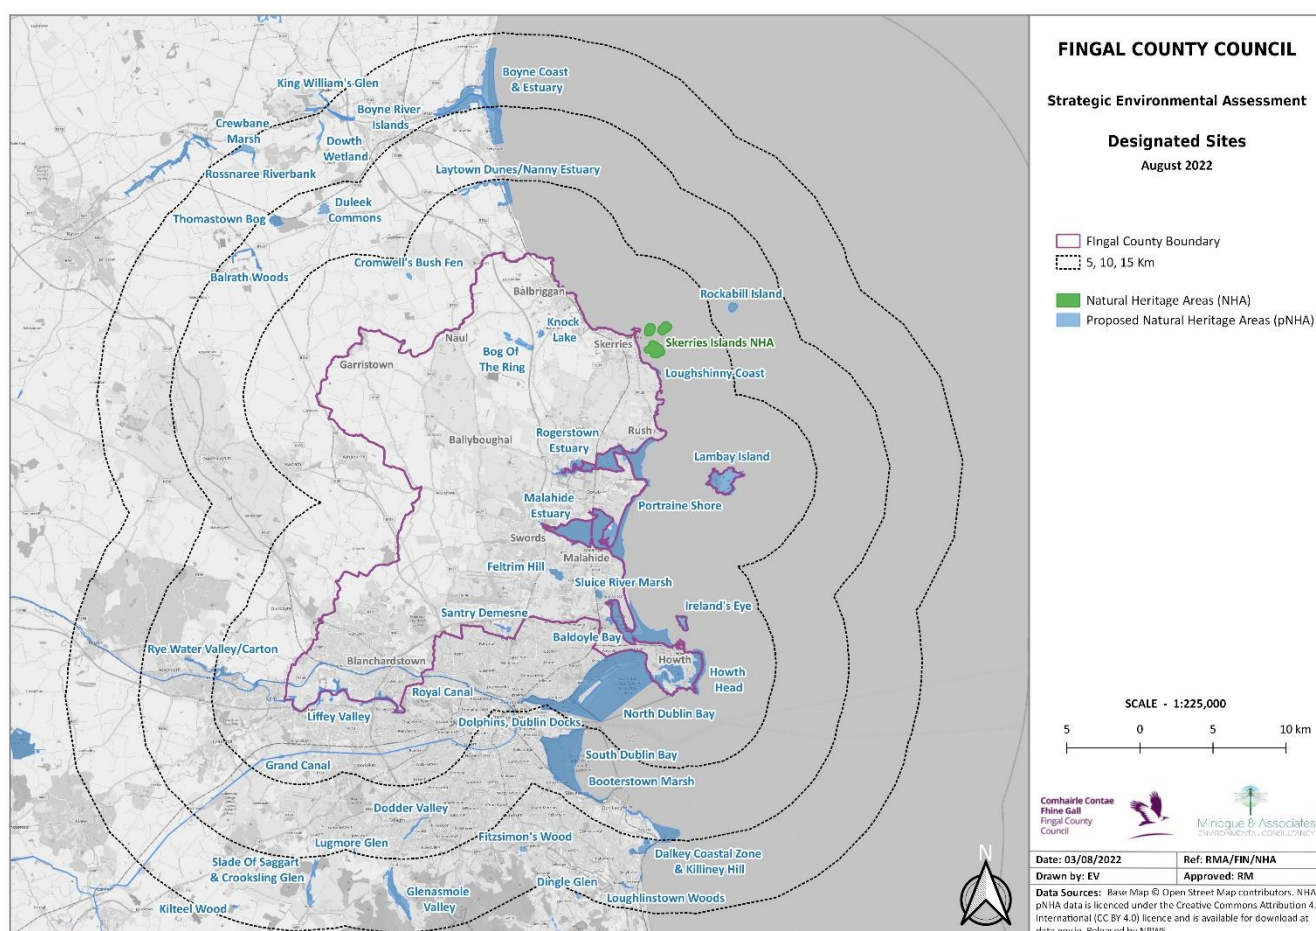 King William's Glen
Boyne Coast
& Estuary
Boyne River
Islands
Crewbane
Marsh
Dowth
Wetland
Rossnaree Riverbank
Laytown Dunes/Nanny Estuary
Duleek
Commons
Thomastown Bog
Cromwell's Bush Fen
Balrath Woods
Balbriggan
Rockabill Island
Knock
Lake
Naul
Bog Of
The Ring
Skerries
Skerries Islands NHA
Garristown
Loughshinny Coast
Rush
Rogerstown
Estuary
Ballyboughal
Lambay Island
Malahide
Estuary
Portraine Shore
Swords
Malahide
Feltrim Hill
Sluice River Marsh
Ireland's Eye
Santry Demesne
Baldoyle Bay
Rye Water Valley/Carton
Blanchardstown
Howth
Howth
Head
Royal Canal
Liffey Valley
North Dublin Bay
Dolphins, Dublin Docks
South Dublin Bay
Grand Canal
Booterstown Marsh
Dodder Valley
Fitzsimon's Wood
Lugmore Glen
Dalkey Coastal Zone
& Killiney Hill
Slade Of Saggart
& Crooksling Glen
Dingle Glen
Glenasmole
Valley
Loughlinstown Woods
Kilteel Wood
N
FINGAL COUNTY COUNCIL
Strategic Environmental Assessment
Designated Sites
August 2022
FIngal County Boundary
5, 10, 15 Km
Natural Heritage Areas (NHA)
Proposed Natural Heritage Areas (pNHA)
SCALE - 1:225,000
5 0 5 10 km
Comhairle Contae
Fhine Gall
Fingal County
Council
Minogue & Associates
ENVIRONMENTAL CONSULTANCY
Date: 03/08/2022 Ref: RMA/FIN/NHA
Drawn by: EV Approved: RM
Data Sources: Base Map © Open Street Map contributors. NHA
pNHA data is licenced under the Creative Commons Attribution 4.
International (CC BY 4.0) licence and is available for download at
data.gov.ie. Released by NPWS